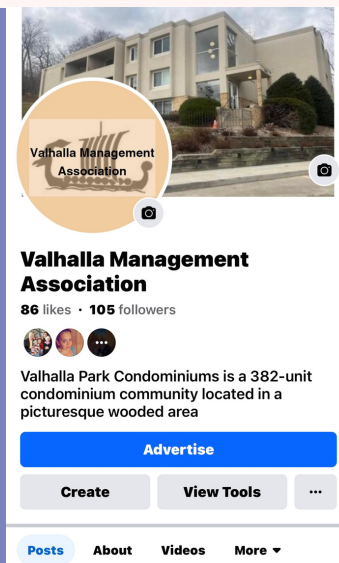 Valhalla Management
Association
Valhalla Management
Association
86 likes · 105 followers
Valhalla Park Condominiums is a 382-unit
condominium community located in a
picturesque wooded area
Advertise
Create
View Tools
...
Posts
About
Videos
More